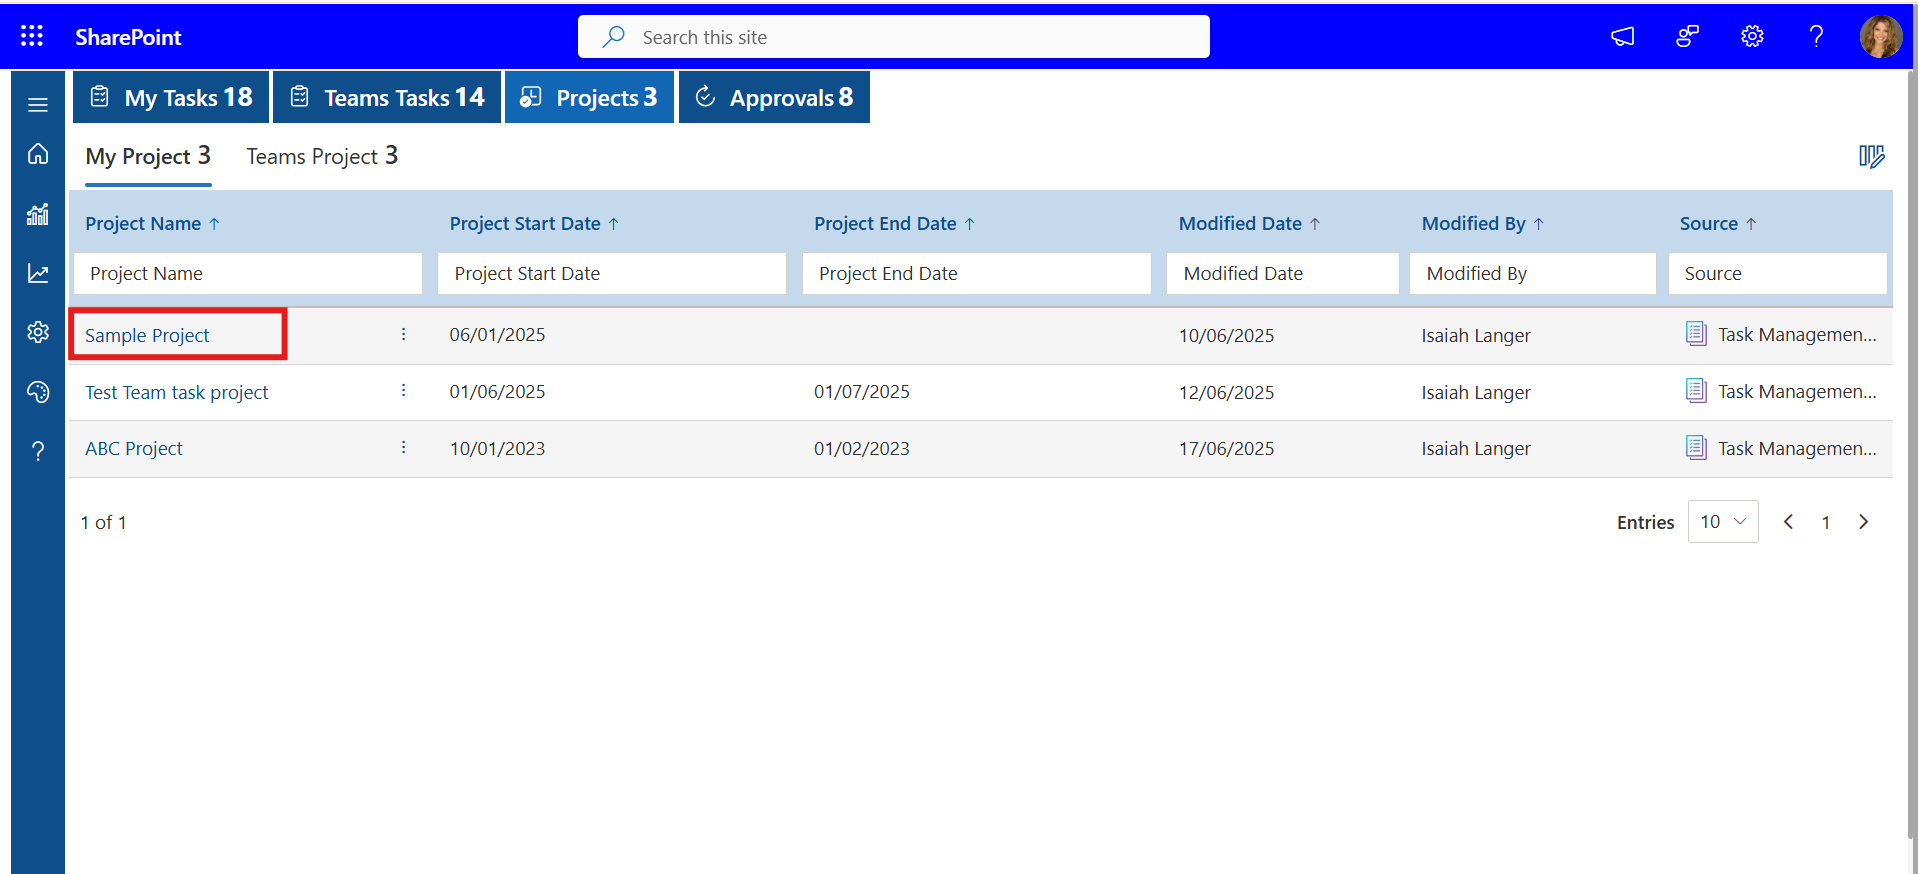 SharePoint
Search this site
My Tasks 18
Teams Tasks 14
Projects 3
Approvals 8
My Project 3
Teams Project 3
Project Name ↑
Project Start Date ↑
Project End Date ↑
Modified Date ↑
Modified By ↑
Source ↑
Project Name
Project Start Date
Project End Date
Modified Date
Modified By
Source
Sample Project 06/01/2025 10/06/2025 Isaiah Langer Task Managemen...
Test Team task project 01/06/2025 01/07/2025 12/06/2025 Isaiah Langer Task Managemen...
ABC Project 10/01/2023 01/02/2023 17/06/2025 Isaiah Langer Task Managemen...
1 of 1
Entries 10 1